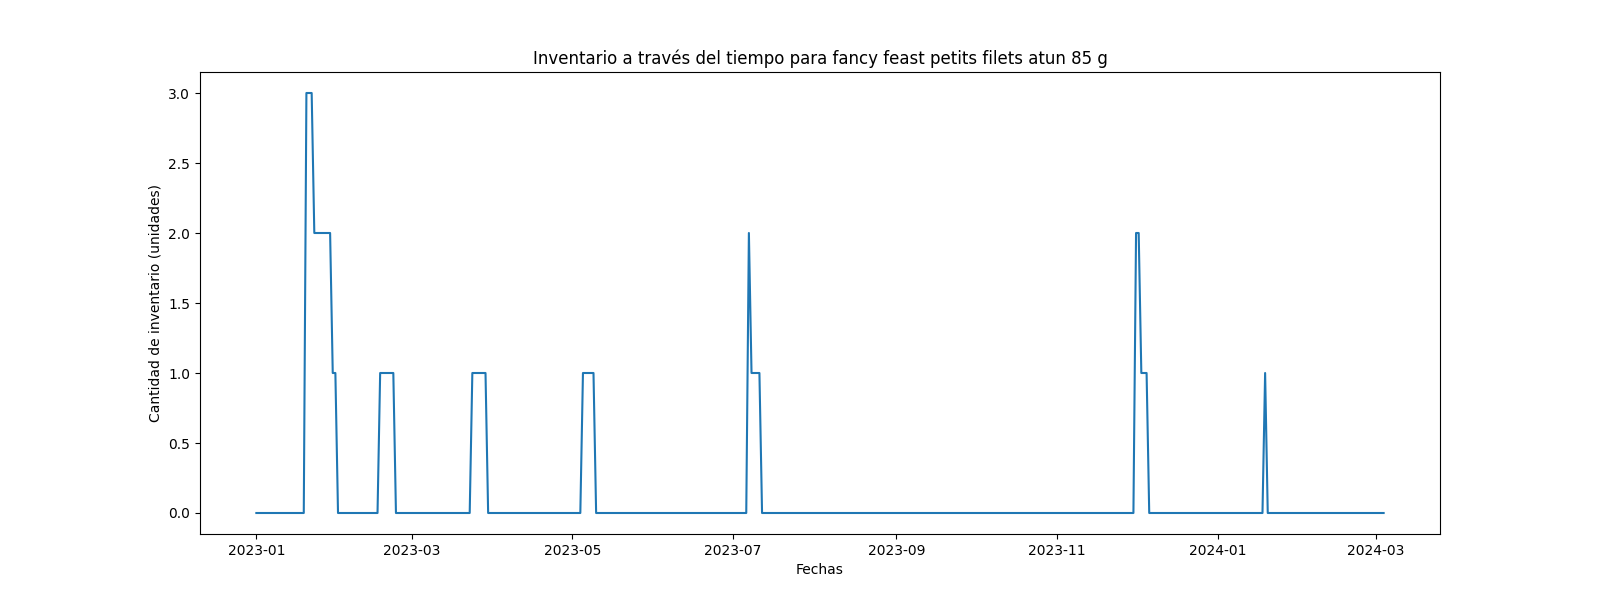 Inventario a través del tiempo para fancy feast petits filets atun 85 g
3.0
2.5
2.0
1.5
1.0
0.5
0.0
Cantidad de inventario (unidades)
2023-01 2023-03 2023-05 2023-07 2023-09 2023-11 2024-01 2024-03
Fechas